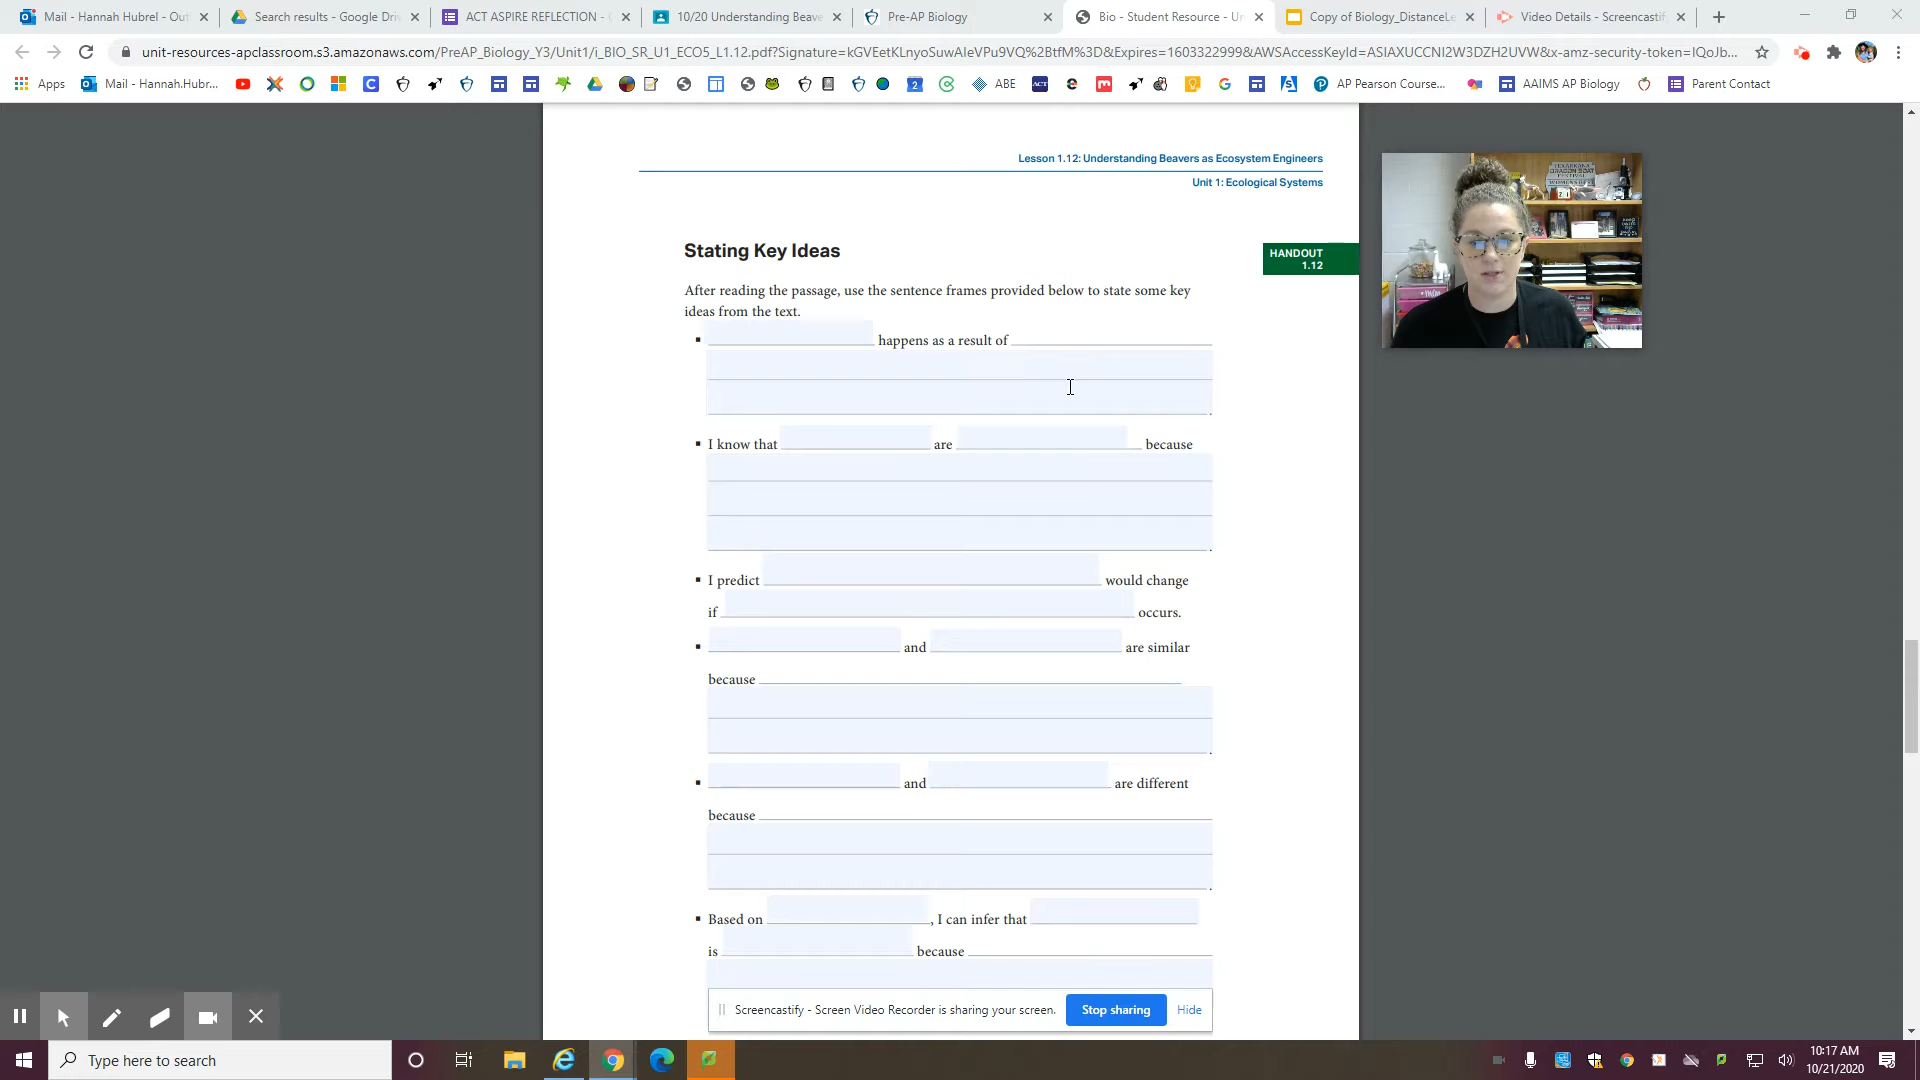 Mail - Hannah Hubrel - Out
Search results - Google Dri
ACT ASPIRE REFLECTION -
10/20 Understanding Beave
Pre-AP Biology
Bio - Student Resource - U
Copy of Biology_DistanceLe
Video Details - Screencastif
unit-resources-apclassroom.s3.amazonaws.com/PreAP_Biology_Y3/Unit1/i_BIO_SR_U1_ECO5_L1.12.pdf?Signature=kGVEetKLnyoSuwAIeVPu9VQ%2BtfM%3D&Expires=1603322999&AWSAccessKeyId=ASIAXUCCNI2W3DZH2UVW&x-amz-security-token=IQoJb...
Apps
Mail - Hannah.Hubr...
ABE
AP Pearson Course...
AAIMS AP Biology
Parent Contact
Lesson 1.12: Understanding Beavers as Ecosystem Engineers
Unit 1: Ecological Systems
Stating Key Ideas
HANDOUT
1.12
After reading the passage, use the sentence frames provided below to state some key
ideas from the text.
happens as a result of
I know that are because
I predict would change
if occurs.
and are similar
because
and are different
because
Based on , I can infer that
is because
Screencastify - Screen Video Recorder is sharing your screen.
Stop sharing
Hide
Type here to search
10:17 AM
10/21/2020